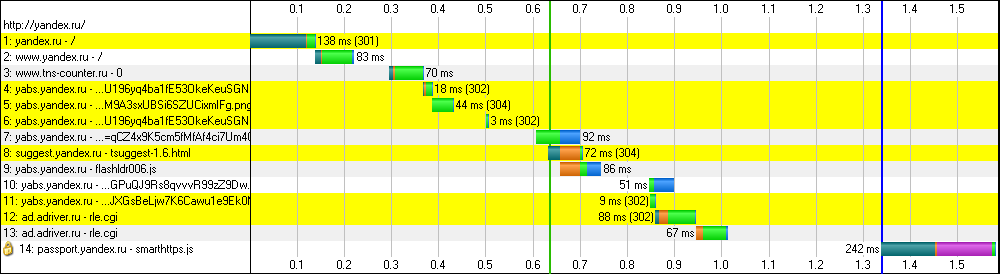 0.1 0.2 0.3 0.4 0.5 0.6 0.7 0.8 0.9 1.0 1.1 1.2 1.3 1.4 1.5
http://yandex.ru/
1: yandex.ru - / 138 ms (301)
2: www.yandex.ru - / 83 ms
3: www.tns-counter.ru - 0 70 ms
4: yabs.yandex.ru - ...U196yq4ba1fE53OkeKeuSGN 18 ms (302)
5: yabs.yandex.ru - ...M9A3sxUBSi6SZUCixmIFg.png 44 ms (304)
6: yabs.yandex.ru - ...U196yq4ba1fE53OkeKeuSGN 3 ms (302)
7: yabs.yandex.ru - ...=qCZ4x9K5cm5fMfAf4ci7Um4C 92 ms
8: suggest.yandex.ru - tsuggest-1.6.html 72 ms (304)
9: yabs.yandex.ru - flashldr006.js 86 ms
10: yabs.yandex.ru - ...GPuQJ9Rs8qvvvR99zZ9Dw. 51 ms
11: yabs.yandex.ru - ...JXGsBeLjw7K6Cawu1e9Ek0N 9 ms (302)
12: ad.adriver.ru - rle.cgi 88 ms (302)
13: ad.adriver.ru - rle.cgi 67 ms
14: passport.yandex.ru - smarthttps.js 242 ms
0.1 0.2 0.3 0.4 0.5 0.6 0.7 0.8 0.9 1.0 1.1 1.2 1.3 1.4 1.5